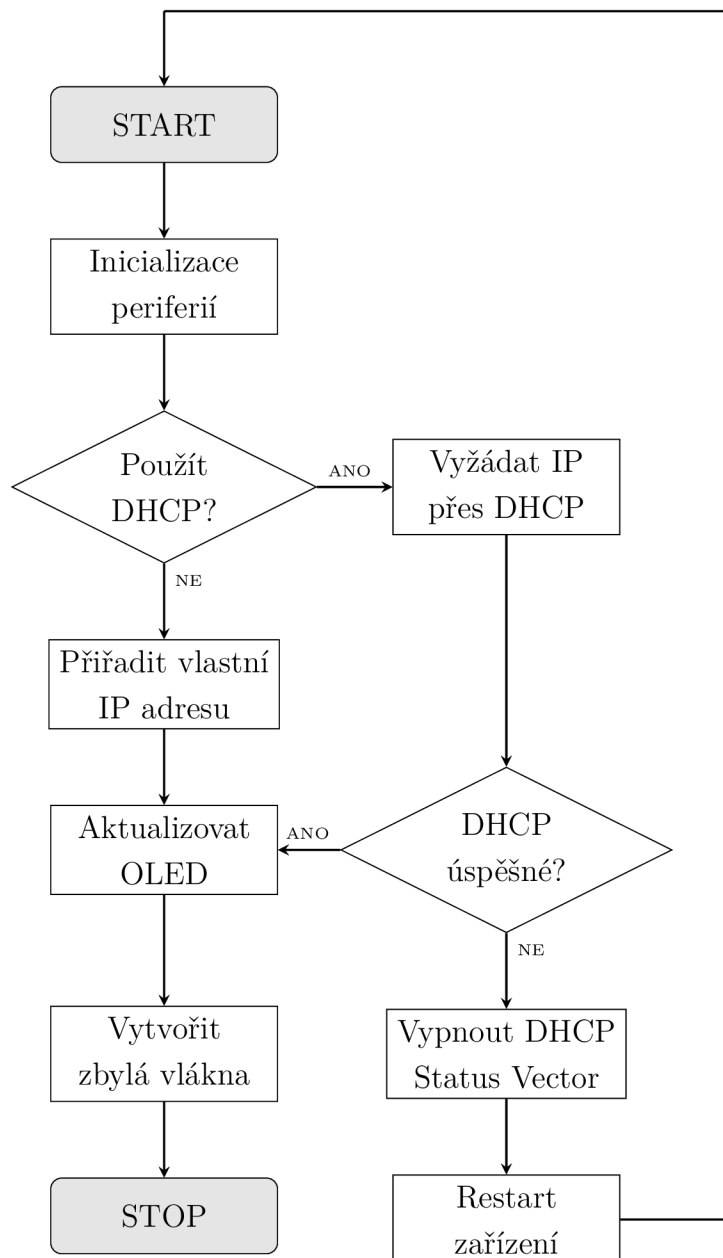 START
Inicializace
periferií
Použít
DHCP?
ANO
Vyžádat IP
přes DHCP
NE
Přiřadit vlastní
IP adresu
Aktualizovat
OLED
ANO
DHCP
úspěšné?
NE
Vytvořit
zbylá vlákna
Vypnout DHCP
Status Vector
STOP
Restart
zařízení